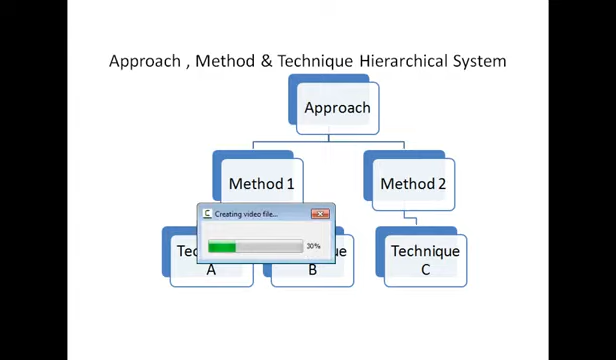 Approach , Method & Technique Hierarchical System
Approach
Method 1
Method 2
Creating video file...
30%
Technique
A
B
C